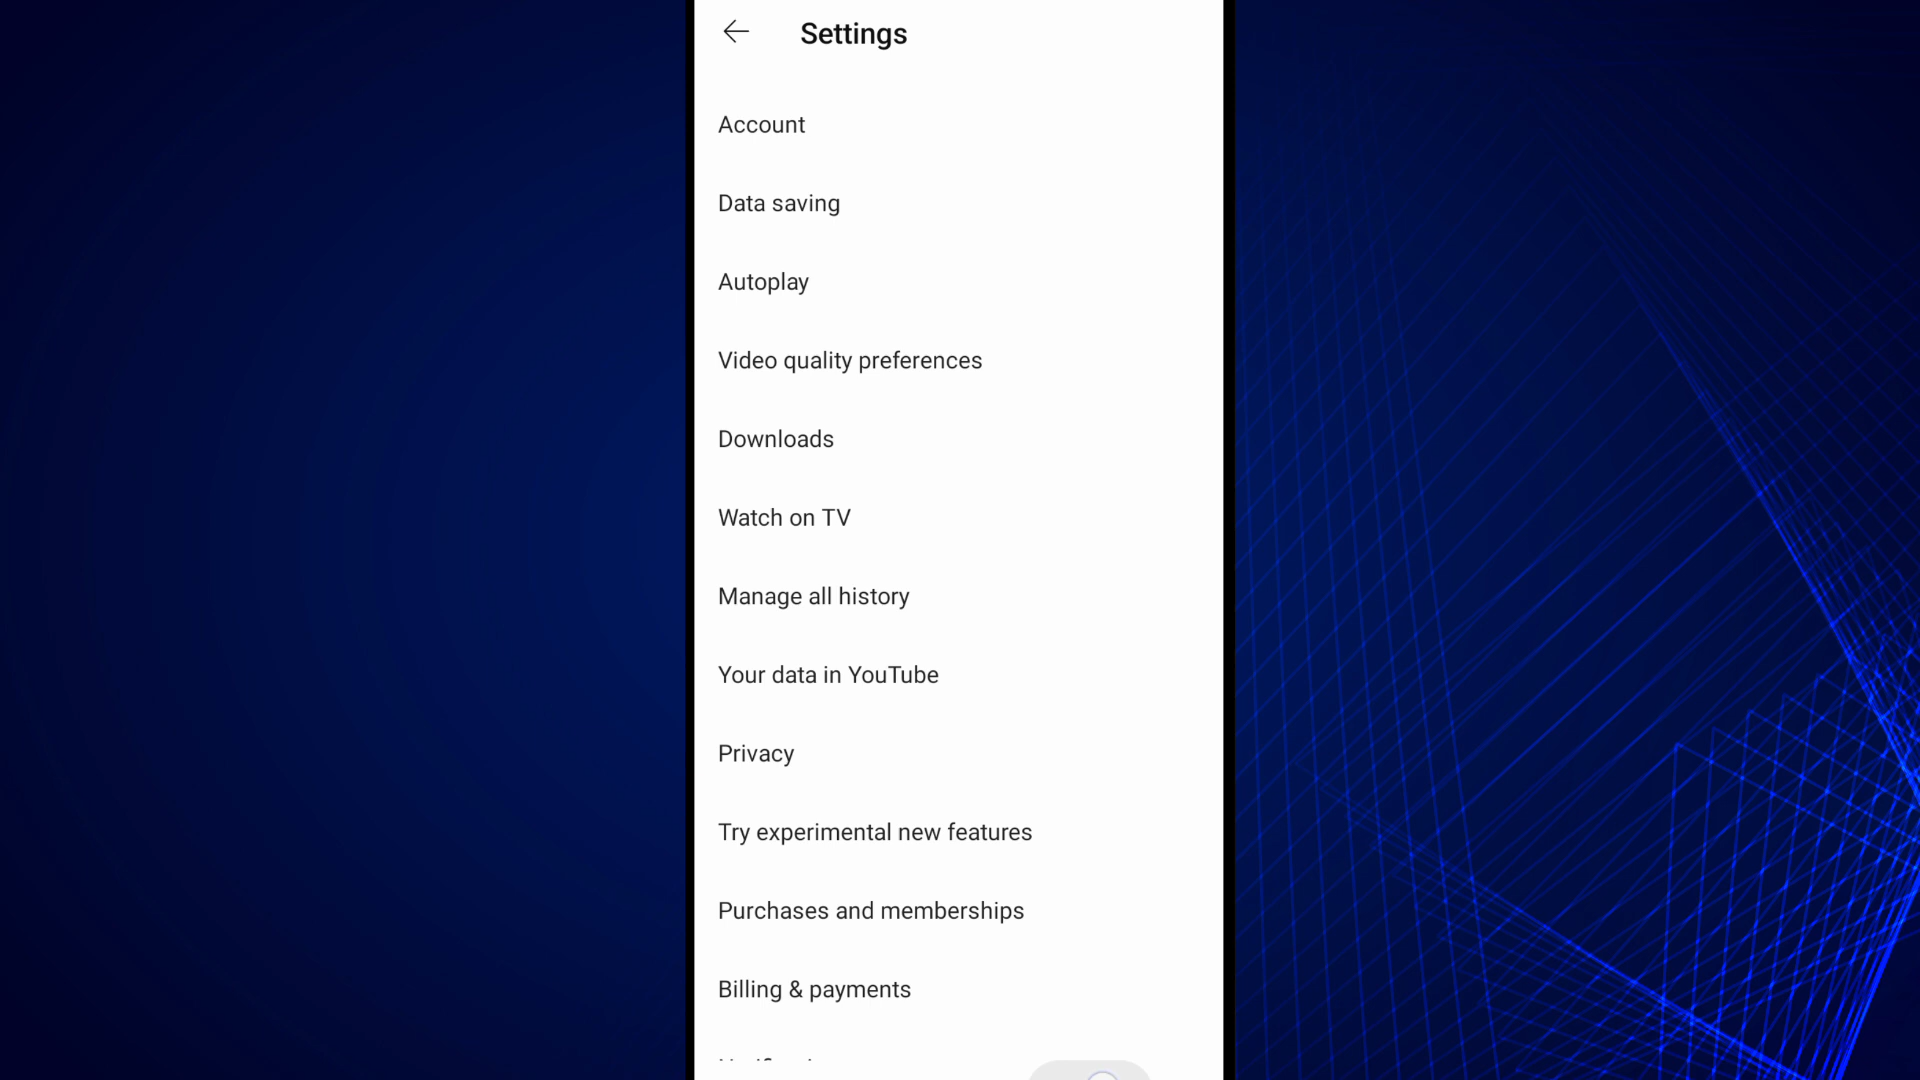 Settings
Account
Data saving
Autoplay
Video quality preferences
Downloads
Watch on TV
Manage all history
Your data in YouTube
Privacy
Try experimental new features
Purchases and memberships
Billing & payments